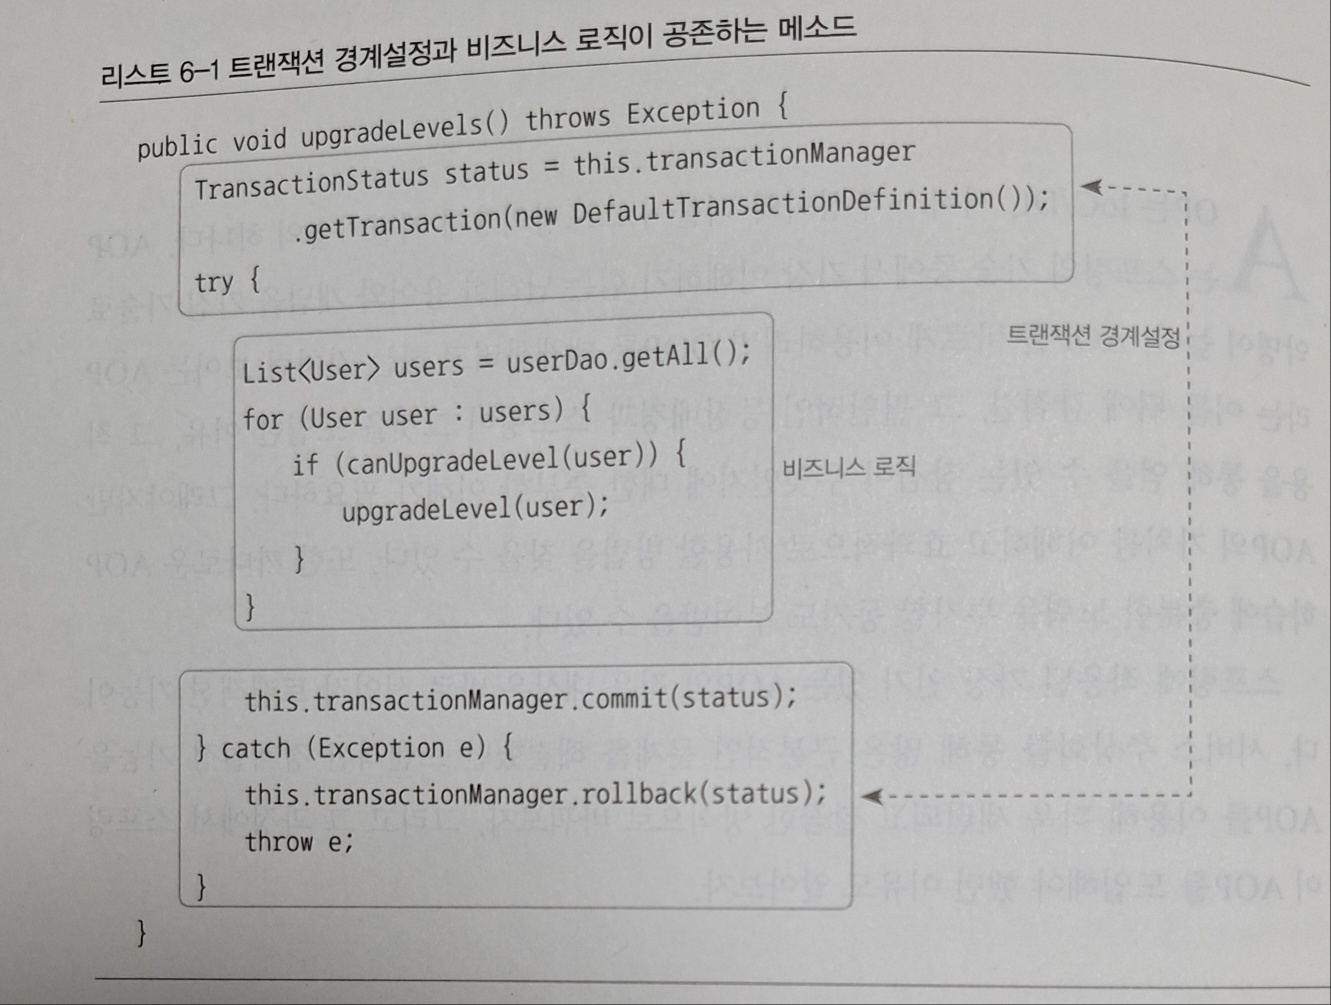 리스트 6-1 트랜잭션 경계설정과 비즈니스 로직이 공존하는 메소드
public void upgradeLevels() throws Exception {
TransactionStatus status = this.transactionManager
.getTransaction(new DefaultTransactionDefinition());
try {
트랜잭션 경계설정
List<User> users = userDao.getAll();
for (User user : users) {
if (canUpgradeLevel(user)) {
비즈니스 로직
upgradeLevel(user);
}
}
this.transactionManager.commit(status);
} catch (Exception e) {
this.transactionManager.rollback(status);
throw e;
}
}